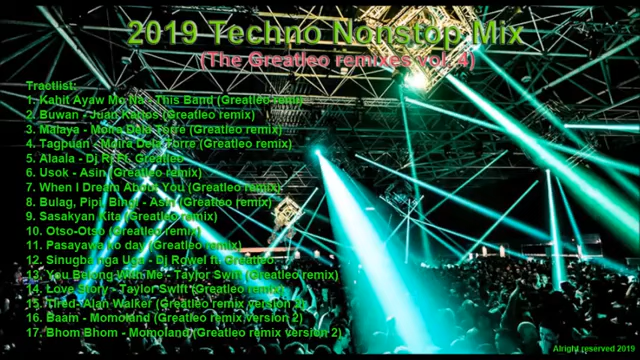 2019 Techno Nonstop Mix
(The Greatleo remixes vol. 4)
Tractlist:
1. Kahit Ayaw Mo Na - This Band (Greatleo remix
2. Buwan - Juan Karlos (Greatleo remix)
3. Malaya - Moira Dela Torre (Greatleo remix)
4. Tagpuan - Moira Dela Torre (Greatleo remix)
5. Alaala - Dj Ri Ft. Greatleo
6. Usok - Asin (Greatleo remix)
7. When I Dream About You (Greatleo remix)
8. Bulag, Pipi, Bingi - Asin (Greatleo remix)
9. Sasakyan Kita (Greatleo remix)
10. Otso-Otso (Greatleo remix)
11. Pasayawa ko day (Greatleo remix)
12. Sinugba nga Uga - Dj Rowel ft. Greatleo
13. You Belong With Me - Taylor Swift (Greatleo remix)
14. Love Story - Taylor Swift (Greatleo remix)
15. Tired- Alan Walker (Greatleo remix version 2)
16. Baam - Momoland (Greatleo remix version 2)
17. Bhom Bhom - Momoland (Greatleo remix version 2)
Alright reserved 2019